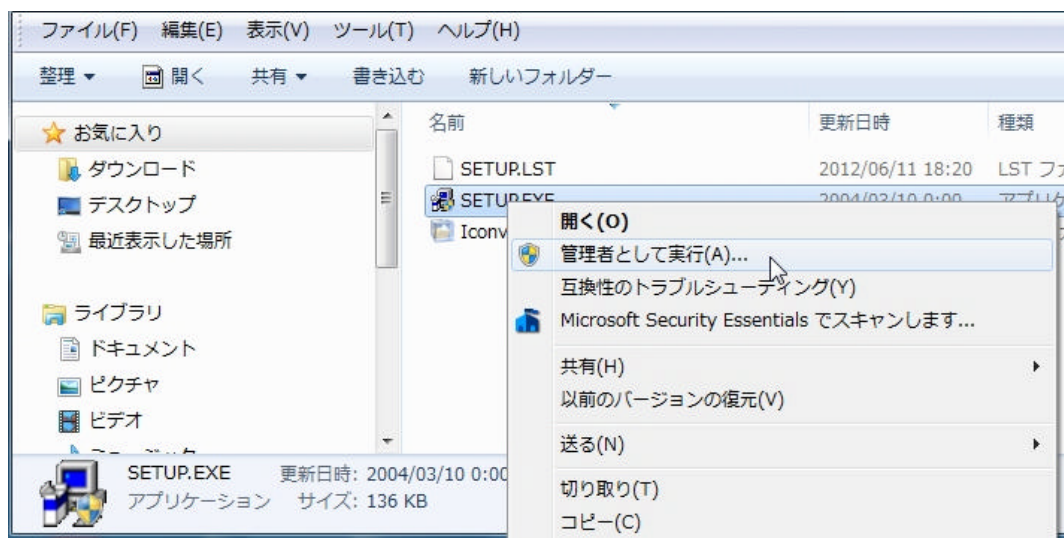 ファイル(F) 編集(E) 表示(V) ツール(T) ヘルプ(H)
整理 開く 共有 書き込む 新しいフォルダー
お気に入り
ダウンロード
デスクトップ
最近表示した場所
ライブラリ
ドキュメント
ピクチャ
ビデオ
名前 更新日時 種類
SETUP.LST 2012/06/11 18:20 LST
SETUP.EXE 2004/03/10 0:00
Iconv
開く(O)
管理者として実行(A)...
互換性のトラブルシューティング(Y)
Microsoft Security Essentials でスキャンします...
共有(H)
以前のバージョンの復元(V)
送る(N)
切り取り(T)
コピー(C)
SETUP.EXE 更新日時: 2004/03/10 0:00
アプリケーション サイズ: 136 KB